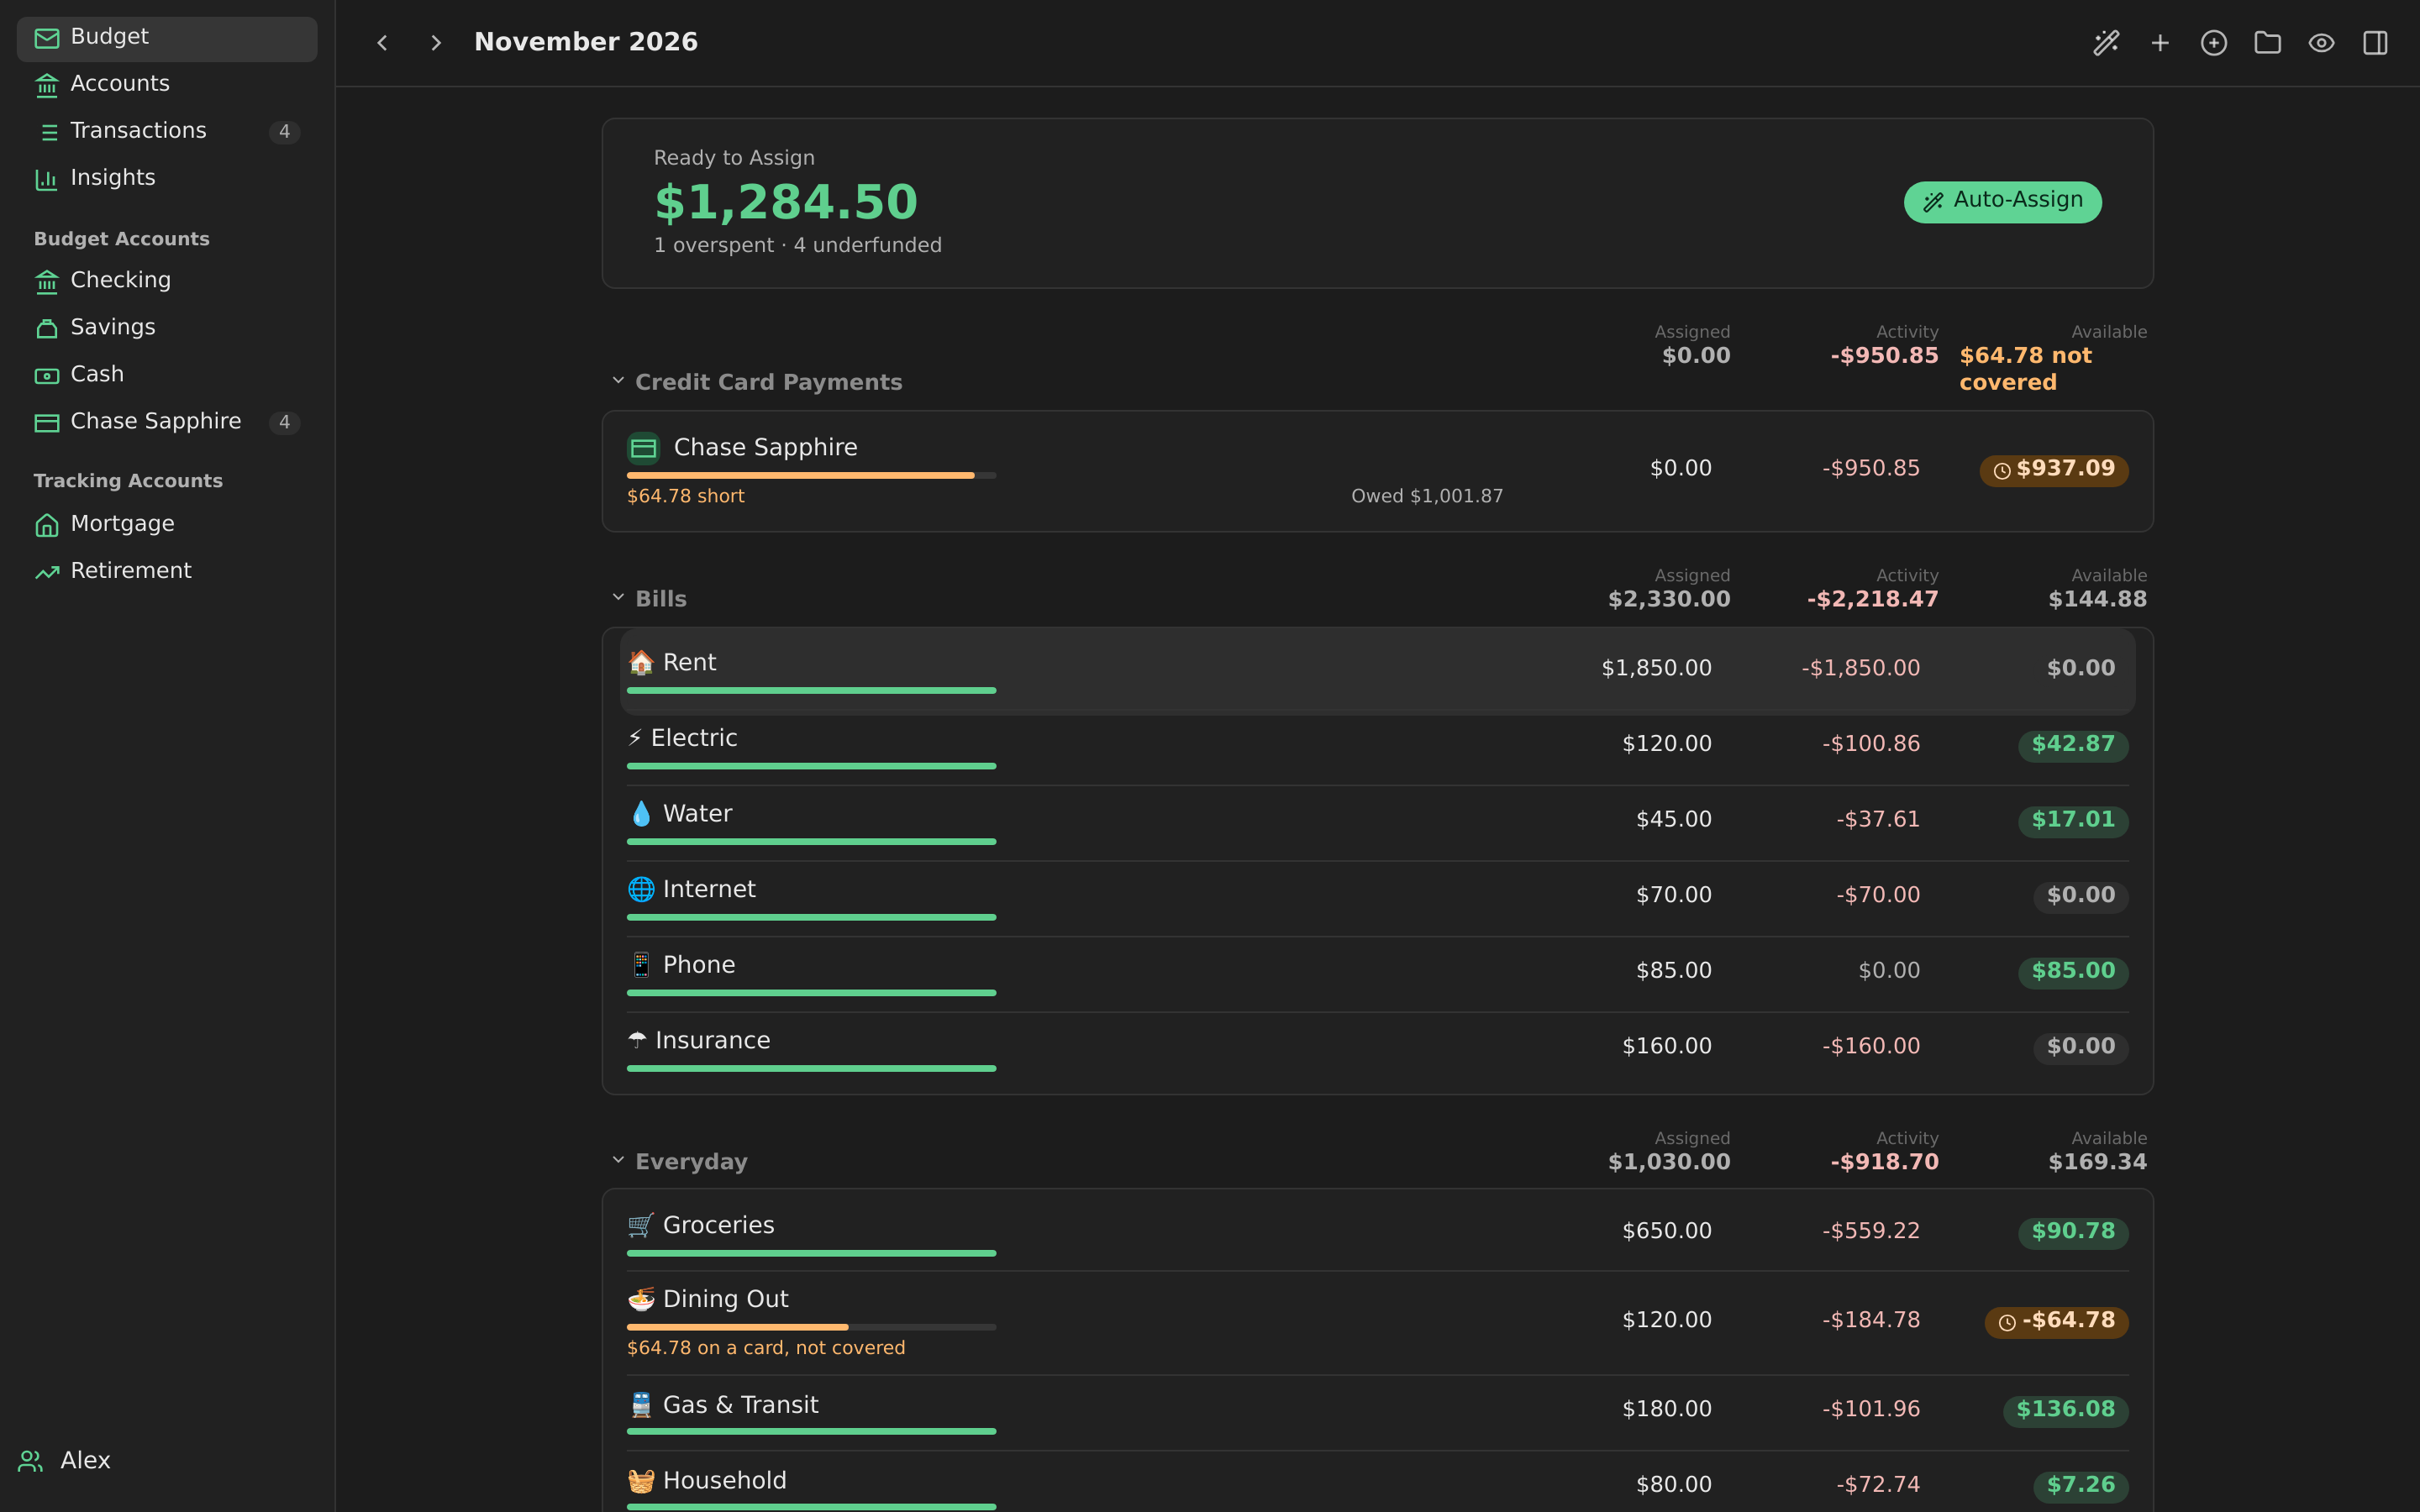 Budget
Accounts
Transactions 4
Insights
Budget Accounts
Checking
Savings
Cash
Chase Sapphire 4
Tracking Accounts
Mortgage
Retirement
Alex
November 2026
Ready to Assign
$1,284.50
1 overspent · 4 underfunded
Auto-Assign
Assigned Activity Available
Credit Card Payments $0.00 -$950.85 $64.78 not
covered
Chase Sapphire $0.00 -$950.85 $937.09
$64.78 short Owed $1,001.87
Assigned Activity Available
Bills $2,330.00 -$2,218.47 $144.88
Rent $1,850.00 -$1,850.00 $0.00
Electric $120.00 -$100.86 $42.87
Water $45.00 -$37.61 $17.01
Internet $70.00 -$70.00 $0.00
Phone $85.00 $0.00 $85.00
Insurance $160.00 -$160.00 $0.00
Assigned Activity Available
Everyday $1,030.00 -$918.70 $169.34
Groceries $650.00 -$559.22 $90.78
Dining Out $120.00 -$184.78 -$64.78
$64.78 on a card, not covered
Gas & Transit $180.00 -$101.96 $136.08
Household $80.00 -$72.74 $7.26